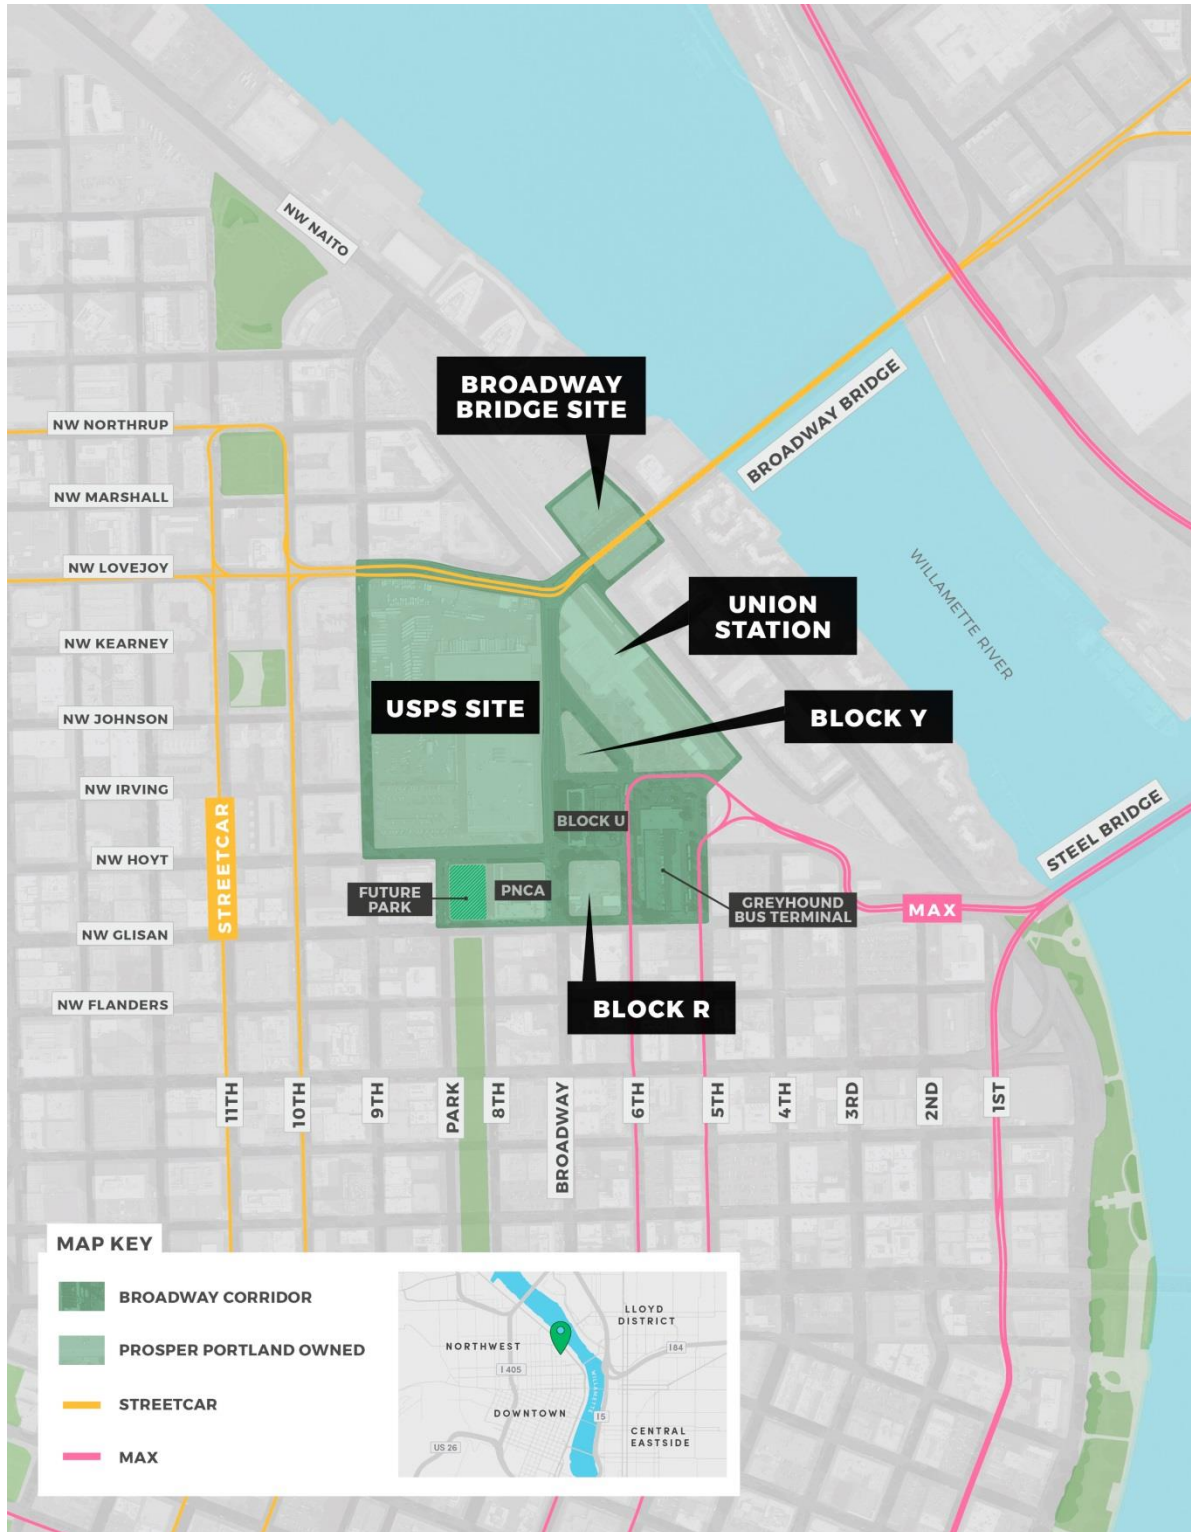 NW NAITO
BROADWAY
BRIDGE SITE
BROADWAY BRIDGE
NW NORTHRUP
NW MARSHALL
NW LOVEJOY
WILLAMETTE RIVER
UNION
STATION
NW KEARNEY
USPS SITE
BLOCK Y
NW JOHNSON
NW IRVING
STREETCAR
BLOCK U
STEEL BRIDGE
NW HOYT
FUTURE
PARK
PNCA
GREYHOUND
BUS TERMINAL
MAX
NW GLISAN
NW FLANDERS
BLOCK R
11TH
10TH
9TH
PARK
8TH
BROADWAY
6TH
5TH
4TH
3RD
2ND
1ST
MAP KEY
BROADWAY CORRIDOR
PROSPER PORTLAND OWNED
STREETCAR
MAX
LLOYD
DISTRICT
NORTHWEST
I 84
I 405
WILLAMETTE
DOWNTOWN
I5
CENTRAL
EASTSIDE
US 26